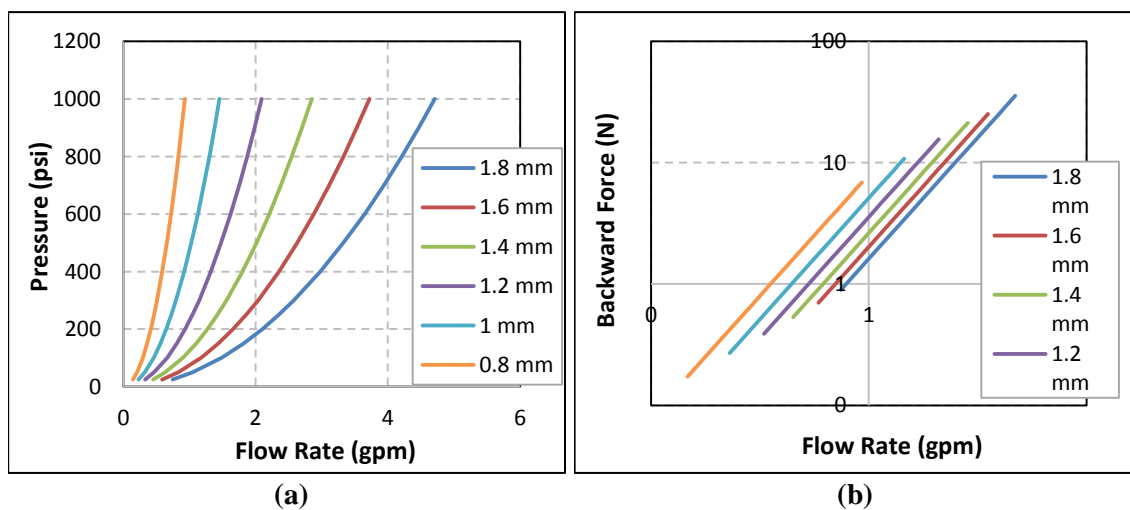 1200
1000
800
600
400
200
0
Pressure (psi)
0 2 4 6
Flow Rate (gpm)
1.8 mm
1.6 mm
1.4 mm
1.2 mm
1 mm
0.8 mm
(a)
100
10
1
0
Backward Force (N)
0 1
Flow Rate (gpm)
1.8
mm
1.6
mm
1.4
mm
1.2
mm
(b)